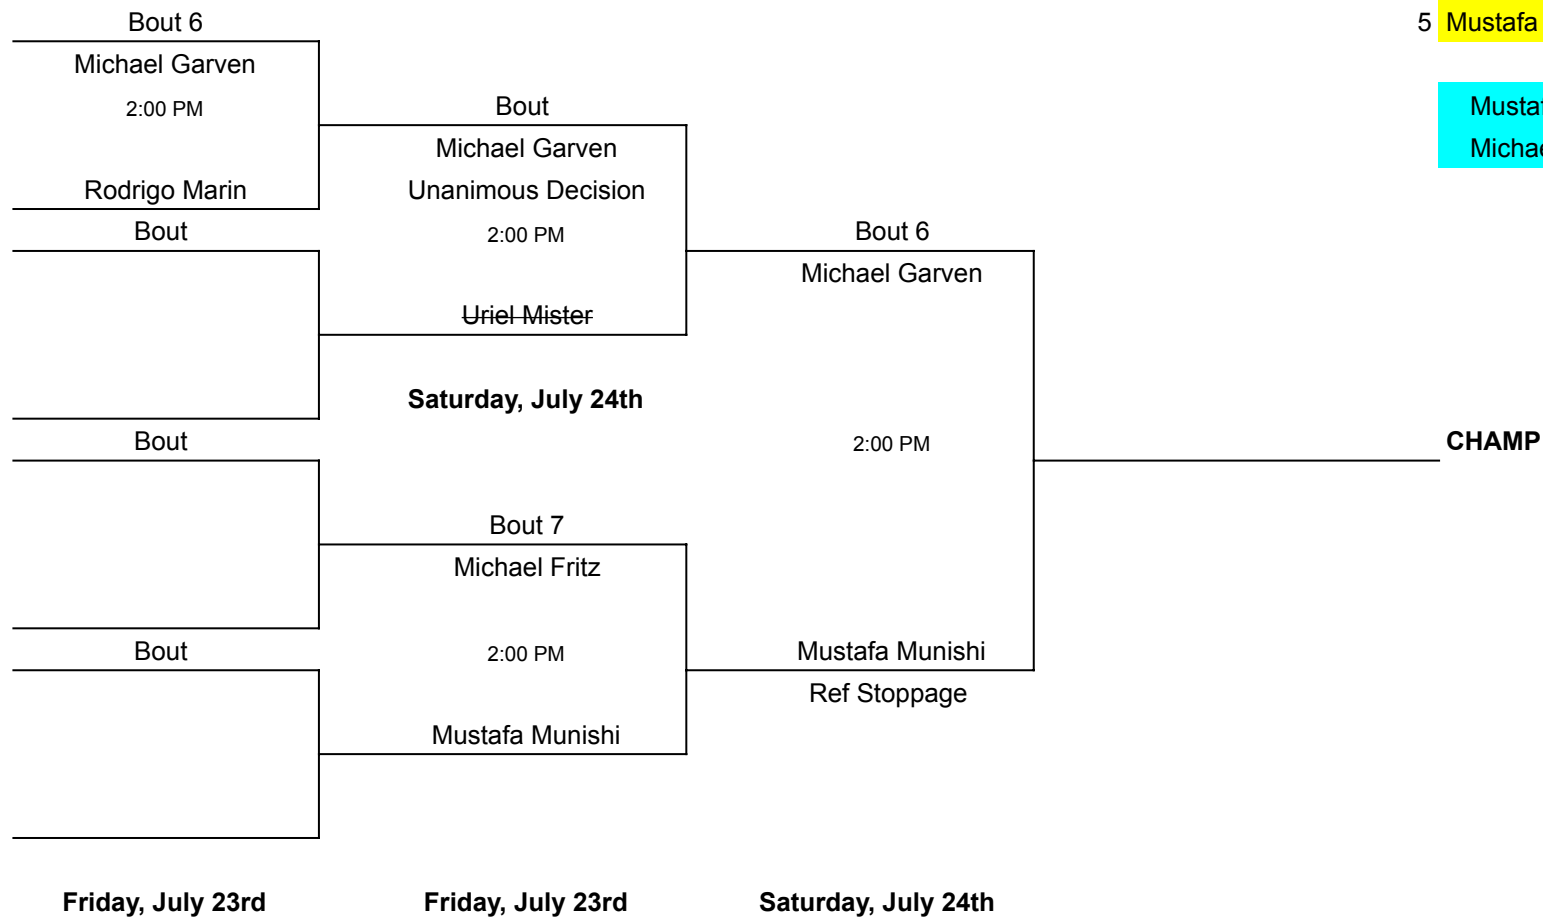 Bout 6
Michael Garven
2:00 PM
Rodrigo Marin
Bout
Bout
Bout
Bout
Michael Garven
Unanimous Decision
2:00 PM
Uriel Mister
Saturday, July 24th
Bout 7
Michael Fritz
2:00 PM
Mustafa Munishi
Bout 6
Michael Garven
2:00 PM
Mustafa Munishi
Ref Stoppage
5 Mustafa
Mustaf
Michae
CHAMP
Friday, July 23rd
Friday, July 23rd
Saturday, July 24th